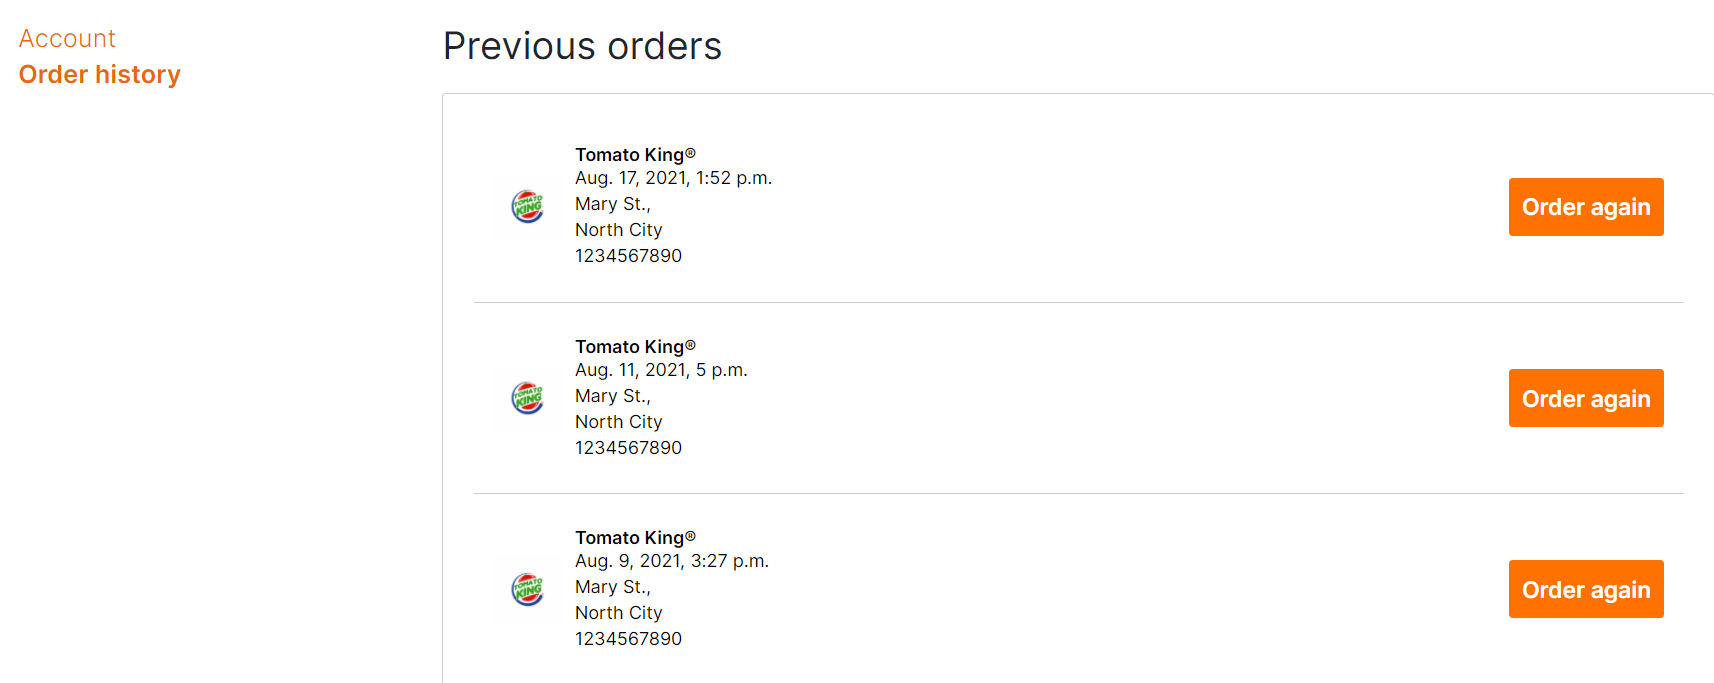 Account
Order history
Previous orders
Tomato King®
Aug. 17, 2021, 1:52 p.m.
TOMATO
KING
Mary St.,
North City
1234567890
Order again
Tomato King®
Aug. 11, 2021, 5 p.m.
TOMATO
KING
Mary St.,
North City
1234567890
Order again
Tomato King®
Aug. 9, 2021, 3:27 p.m.
TOMATO
KING
Mary St.,
North City
1234567890
Order again